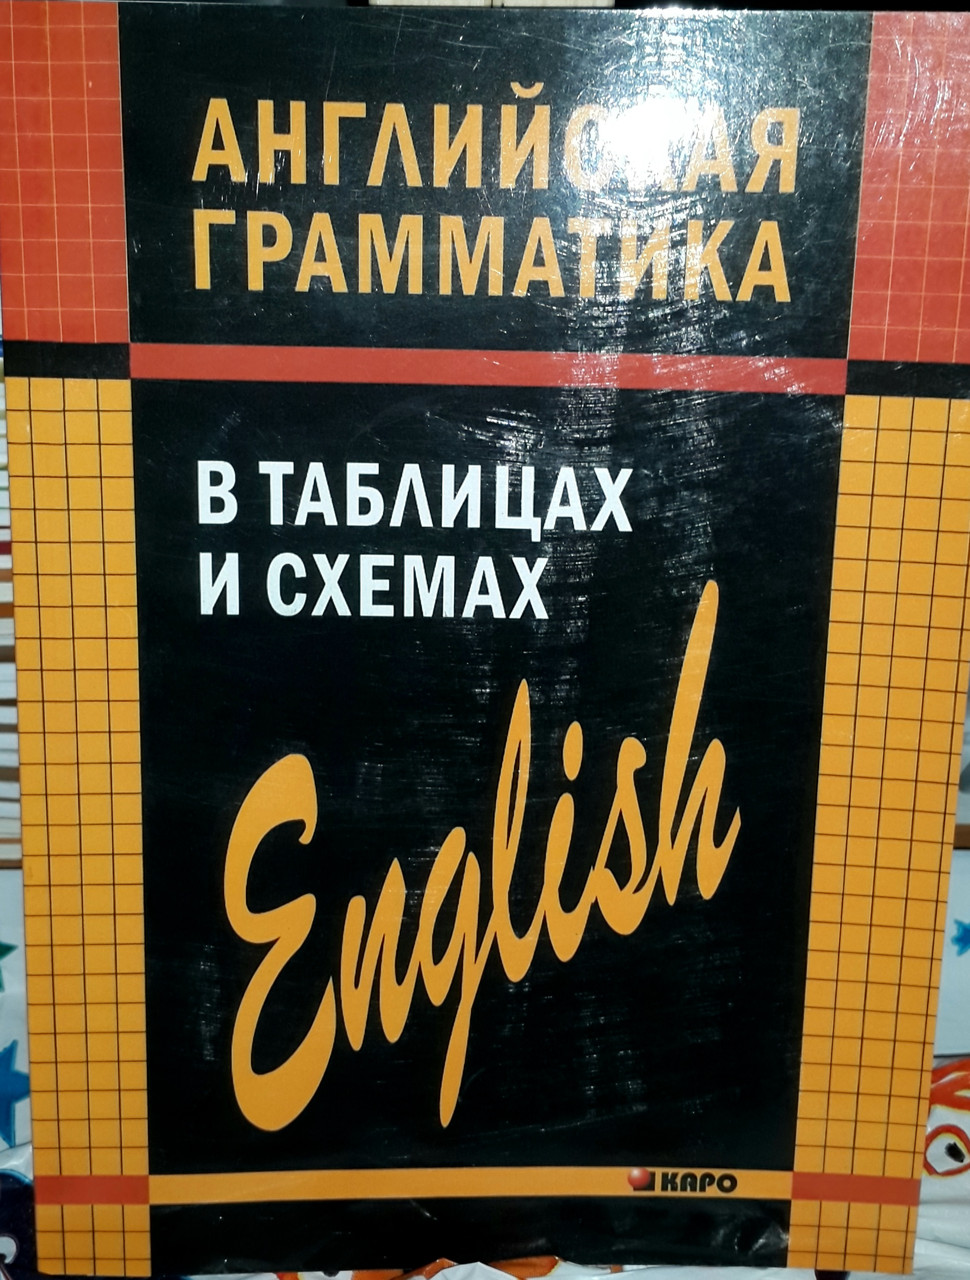 АНГЛИЙСКАЯ
ГРАММАТИКА
В ТАБЛИЦАХ
И СХЕМАХ
English
КАРО